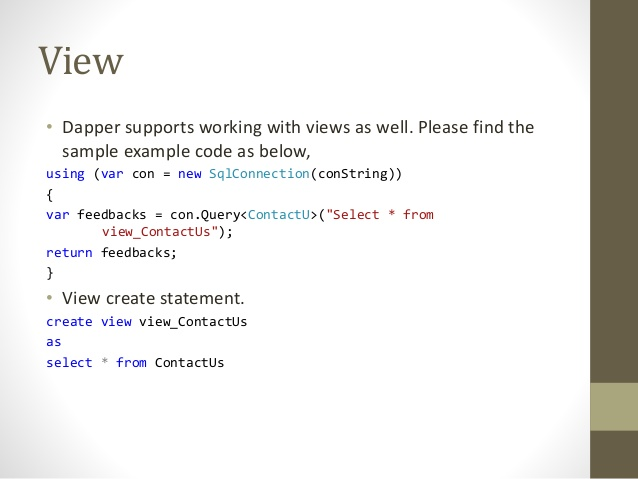 View
• Dapper supports working with views as well. Please find the
sample example code as below,
using (var con = new SqlConnection(conString))
{
var feedbacks = con.Query<ContactU>("Select * from
view_ContactUs");
return feedbacks;
}
• View create statement.
create view view_ContactUs
as
select * from ContactUs